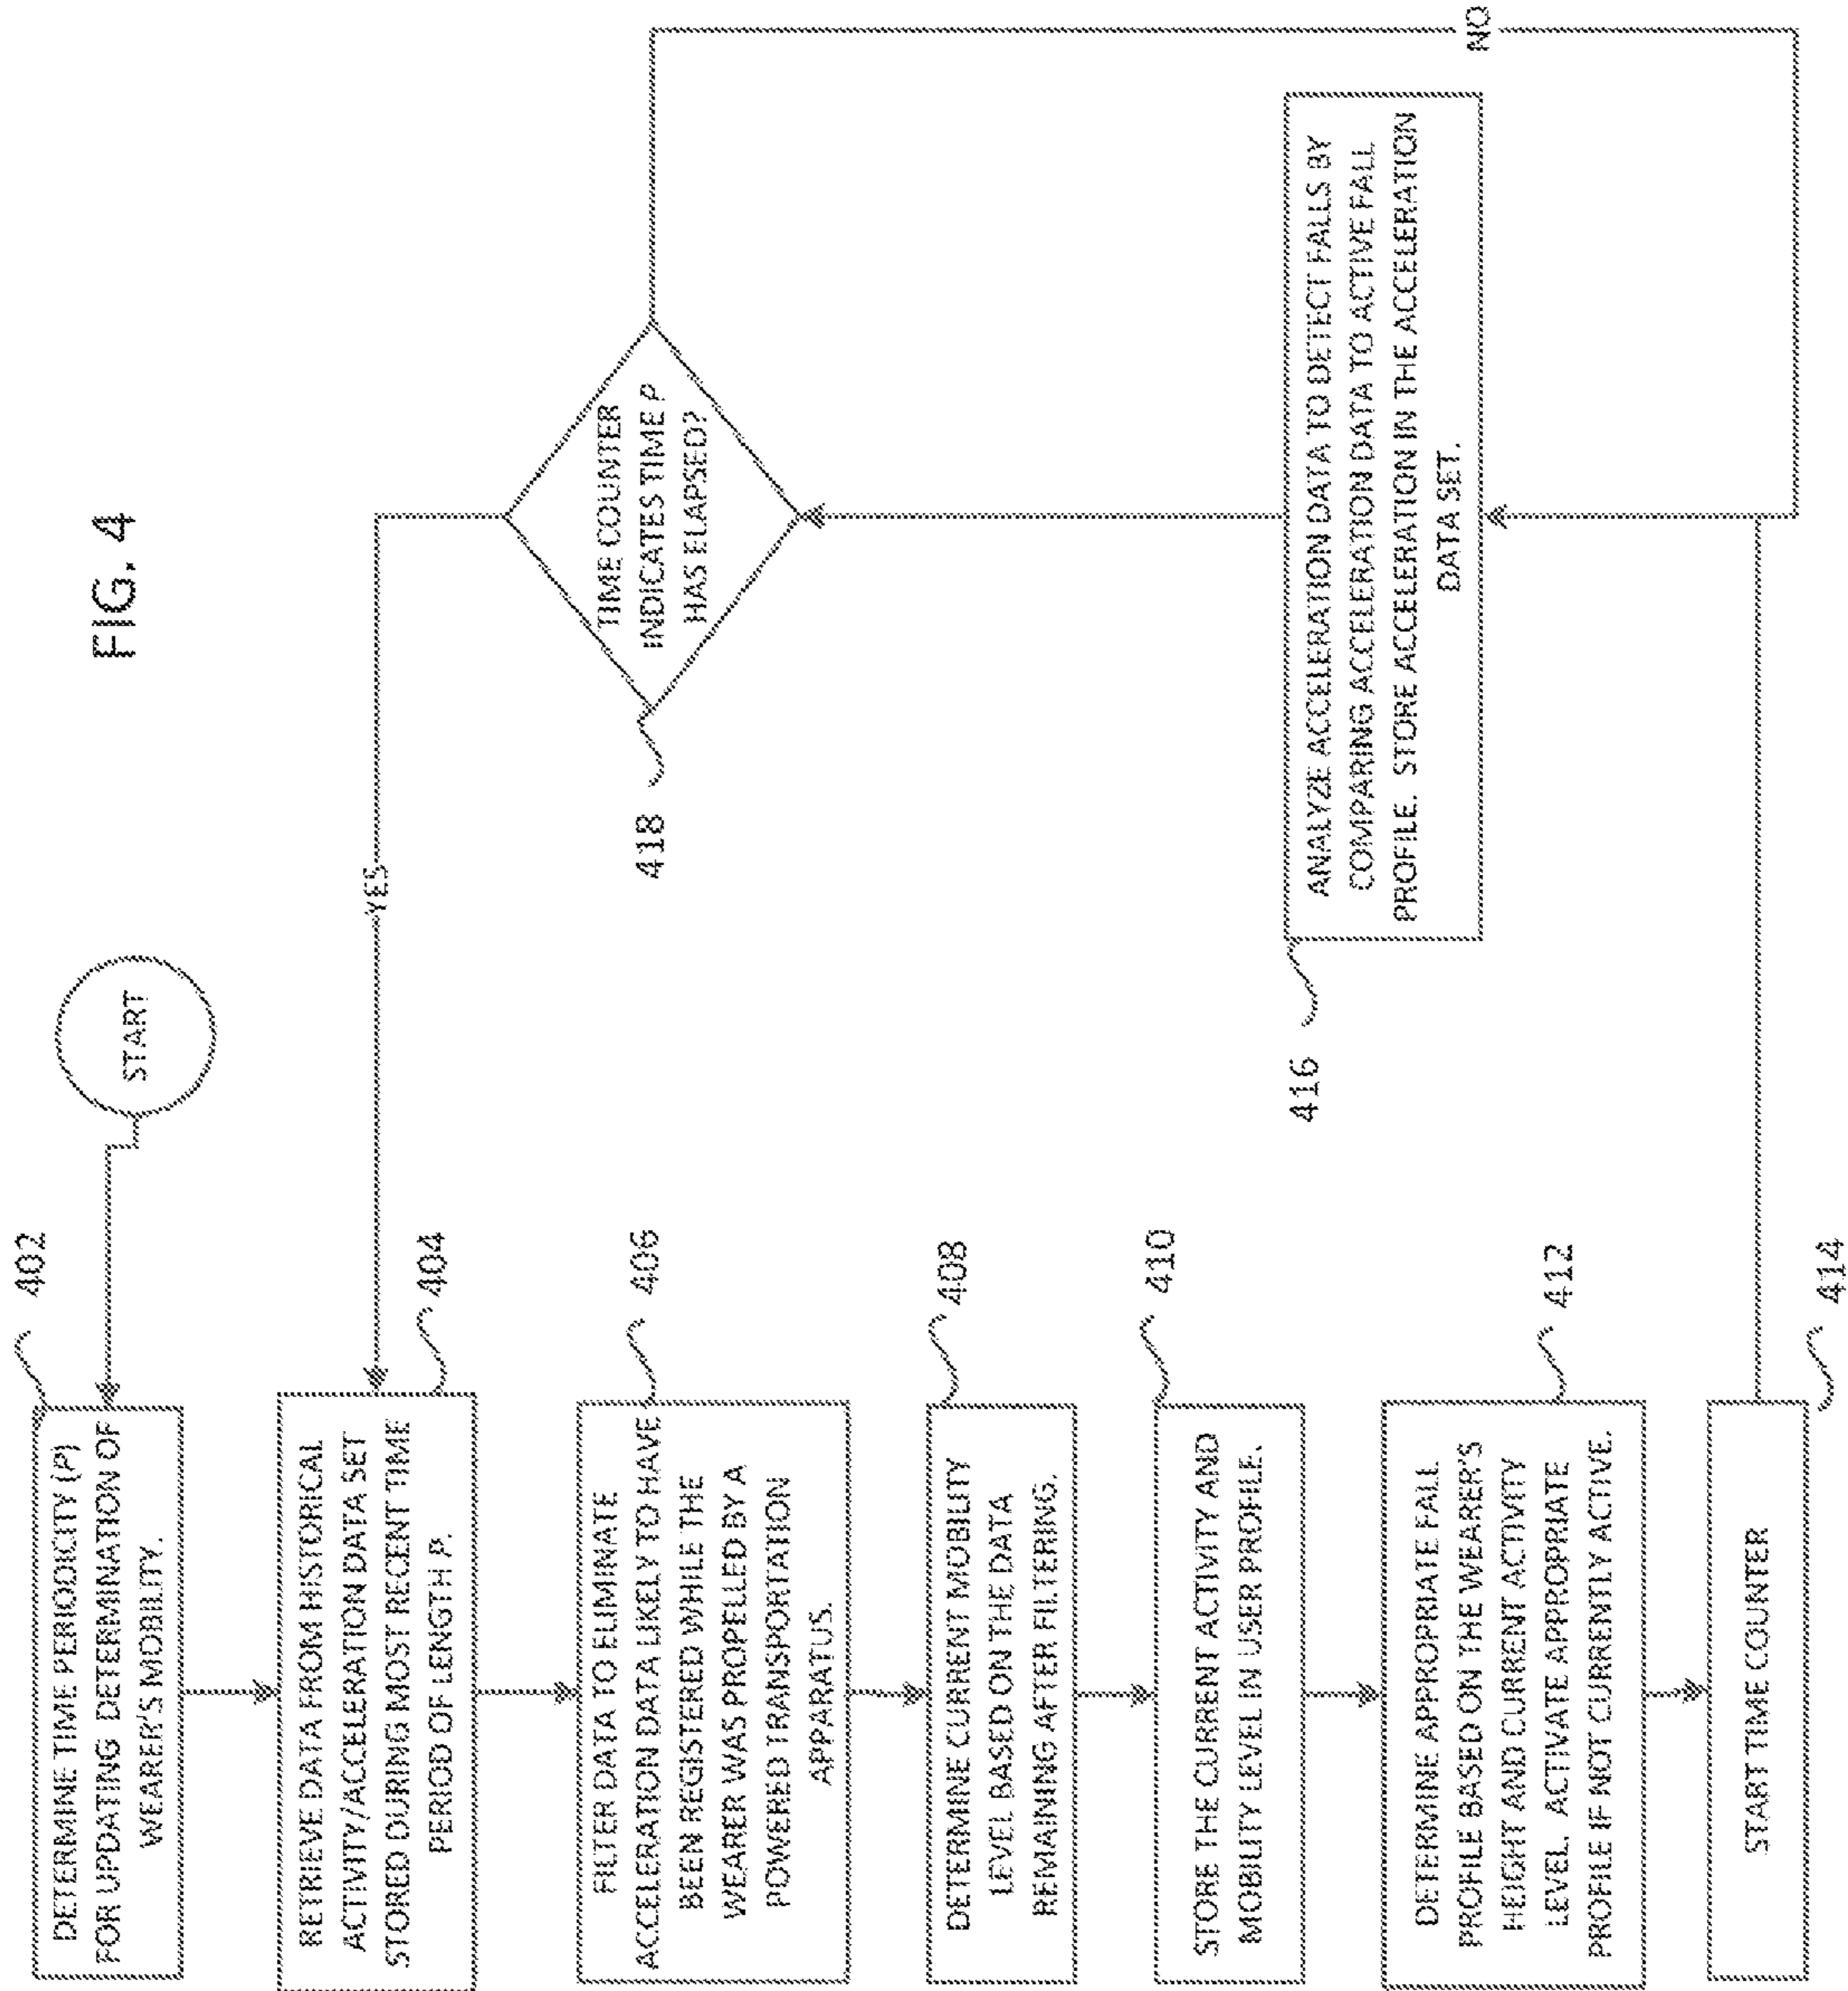 FIG. 4
START
402
DETERMINE TIME PERIODICITY (P)
FOR UPDATING DETERMINATION OF
WEARER'S MOBILITY.
404
RETRIEVE DATA FROM HISTORICAL
ACTIVITY/ACCELERATION DATA SET
STORED DURING MOST RECENT TIME
PERIOD OF LENGTH P.
406
FILTER DATA TO ELIMINATE
ACCELERATION DATA LIKELY TO HAVE
BEEN REGISTERED WHILE THE
WEARER WAS PROPELLED BY A
POWERED TRANSPORTATION
APPARATUS.
408
DETERMINE CURRENT MOBILITY
LEVEL BASED ON THE DATA
REMAINING AFTER FILTERING.
410
STORE THE CURRENT ACTIVITY AND
MOBILITY LEVEL IN USER PROFILE.
412
DETERMINE APPROPRIATE FALL
PROFILE BASED ON THE WEARER'S
HEIGHT AND CURRENT ACTIVITY
LEVEL. ACTIVATE APPROPRIATE
PROFILE IF NOT CURRENTLY ACTIVE.
414
START TIME COUNTER
416
ANALYZE ACCELERATION DATA TO DETECT FALLS BY
COMPARING ACCELERATION DATA TO ACTIVE FALL
PROFILE. STORE ACCELERATION IN THE ACCELERATION
DATA SET.
418
TIME COUNTER
INDICATES TIME P
HAS ELAPSED?
YES
NO